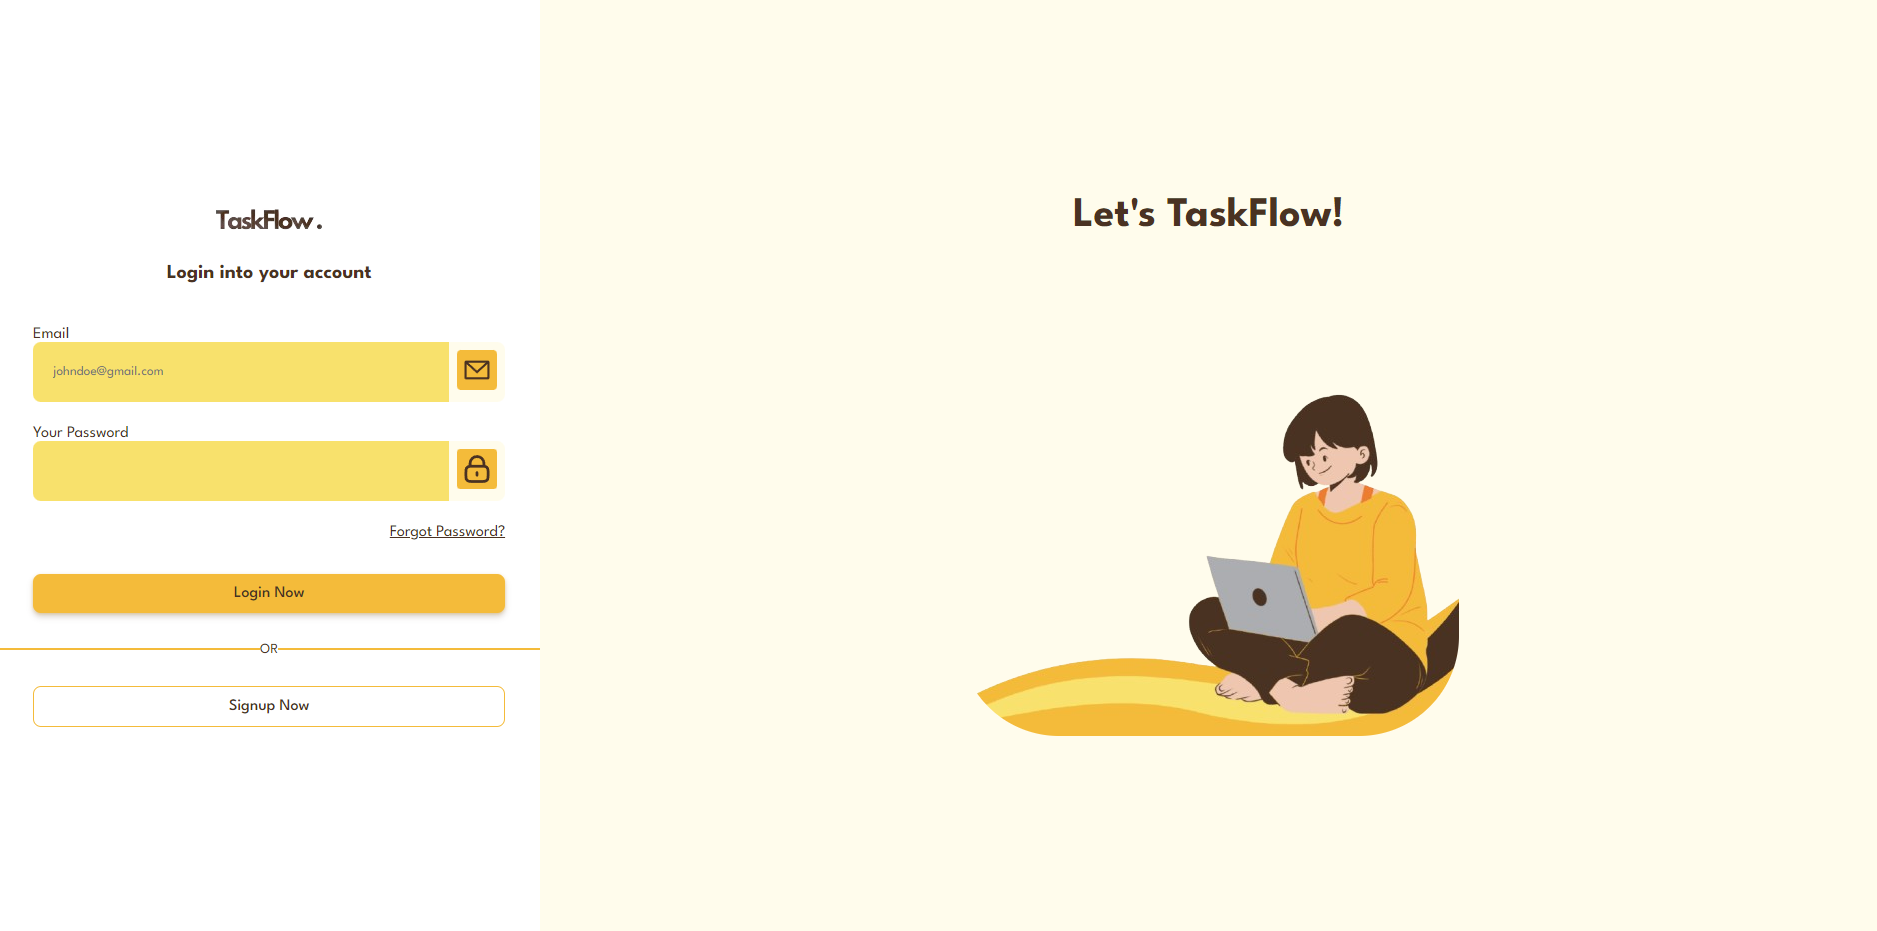 TaskFlow.
Login into your account
Email
johndoe@gmail.com
Your Password
Forgot Password?
Login Now
OR
Signup Now
Let's TaskFlow!